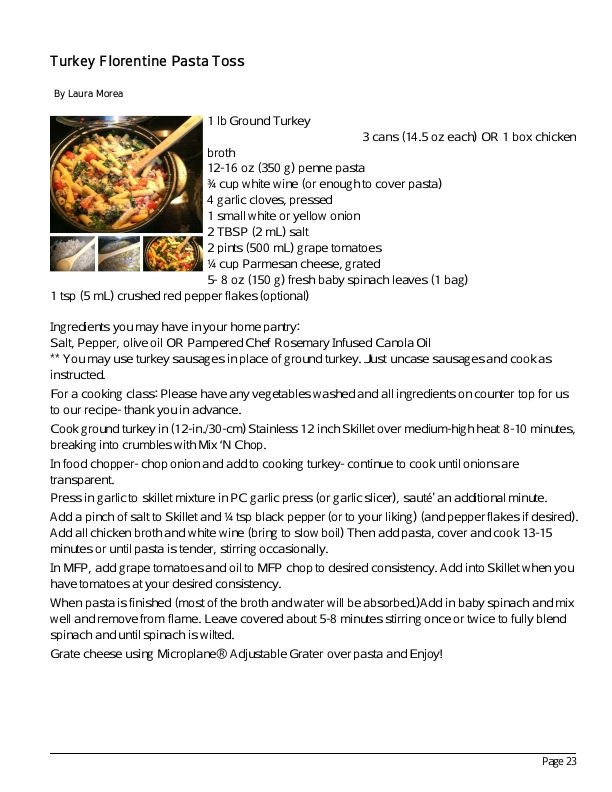 Turkey Florentine Pasta Toss
By Laura Morea
1 lb Ground Turkey
3 cans (14.5 oz each) OR 1 box chicken
broth
12-16 oz (350 g) penne pasta
¾ cup white wine (or enough to cover pasta)
4 garlic cloves, pressed
1 small white or yellow onion
2 TBSP (2 mL) salt
2 pints (500 mL) grape tomatoes
¼ cup Parmesan cheese, grated
5- 8 oz (150 g) fresh baby spinach leaves (1 bag)
1 tsp (5 mL) crushed red pepper flakes (optional)
Ingredients you may have in your home pantry:
Salt, Pepper, olive oil OR Pampered Chef Rosemary Infused Canola Oil
** You may use turkey sausages in place of ground turkey. Just uncase sausages and cook as
instructed.
For a cooking class: Please have any vegetables washed and all ingredients on counter top for us
to our recipe- thank you in advance.
Cook ground turkey in (12-in./30-cm) Stainless 12 inch Skillet over medium-high heat 8-10 minutes,
breaking into crumbles with Mix 'N Chop.
In food chopper- chop onion and add to cooking turkey- continue to cook until onions are
transparent.
Press in garlic to skillet mixture in PC garlic press (or garlic slicer), sauté' an additional minute.
Add a pinch of salt to Skillet and ¼ tsp black pepper (or to your liking) (and pepper flakes if desired).
Add all chicken broth and white wine (bring to slow boil) Then add pasta, cover and cook 13-15
minutes or until pasta is tender, stirring occasionally.
In MFP, add grape tomatoes and oil to MFP chop to desired consistency. Add into Skillet when you
have tomatoes at your desired consistency.
When pasta is finished (most of the broth and water will be absorbed.)Add in baby spinach and mix
well and remove from flame. Leave covered about 5-8 minutes stirring once or twice to fully blend
spinach and until spinach is wilted.
Grate cheese using Microplane® Adjustable Grater over pasta and Enjoy!
Page 23